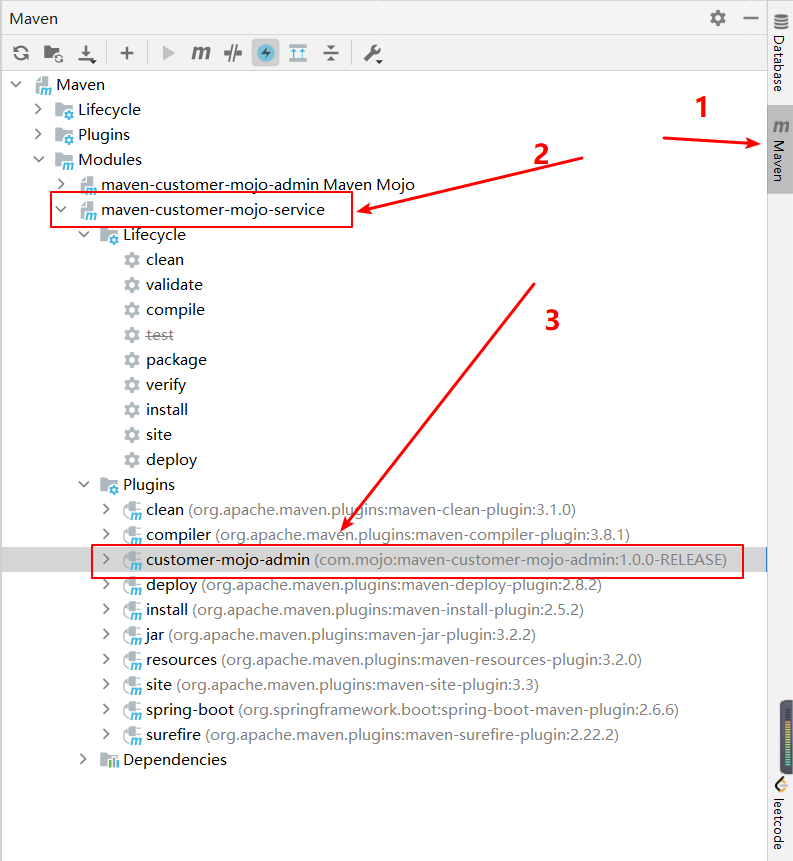 Maven
Maven
Lifecycle
Plugins
Modules
maven-customer-mojo-admin Maven Mojo
maven-customer-mojo-service
Lifecycle
clean
validate
compile
test
package
verify
install
site
deploy
Plugins
clean (org.apache.maven.plugins:maven-clean-plugin:3.1.0)
compiler (org.apache.maven.plugins:maven-compiler-plugin:3.8.1)
customer-mojo-admin (com.mojo:maven-customer-mojo-admin:1.0.0-RELEASE)
deploy (org.apache.maven.plugins:maven-deploy-plugin:2.8.2)
install (org.apache.maven.plugins:maven-install-plugin:2.5.2)
jar (org.apache.maven.plugins:maven-jar-plugin:3.2.2)
resources (org.apache.maven.plugins:maven-resources-plugin:3.2.0)
site (org.apache.maven.plugins:maven-site-plugin:3.3)
spring-boot (org.springframework.boot:spring-boot-maven-plugin:2.6.6)
surefire (org.apache.maven.plugins:maven-surefire-plugin:2.22.2)
Dependencies
1
2
3
Database
m Maven
leetcode